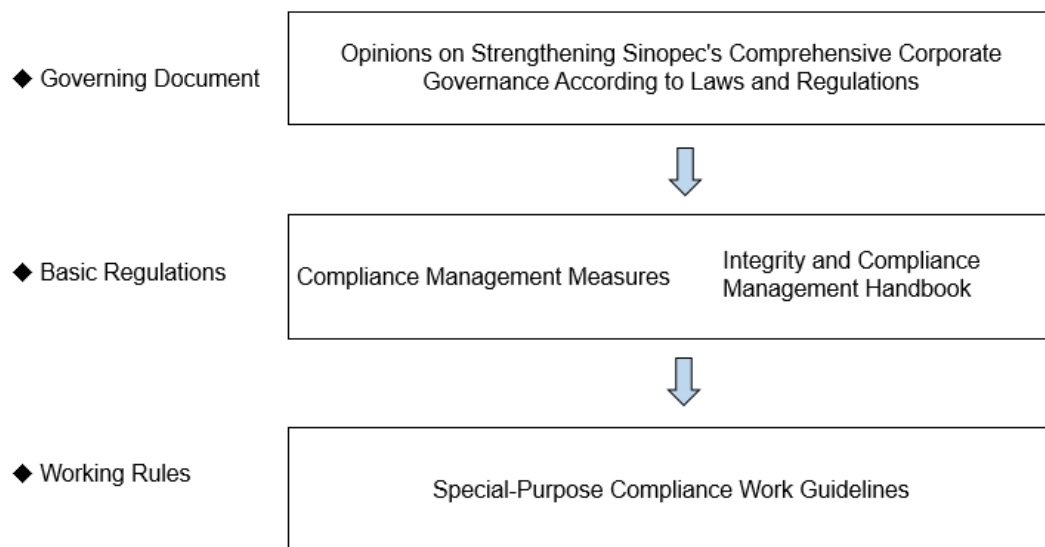 Opinions on Strengthening Sinopec's Comprehensive Corporate
Governance According to Laws and Regulations
◆ Governing Document
◆ Basic Regulations
Compliance Management Measures
Integrity and Compliance
Management Handbook
◆ Working Rules
Special-Purpose Compliance Work Guidelines